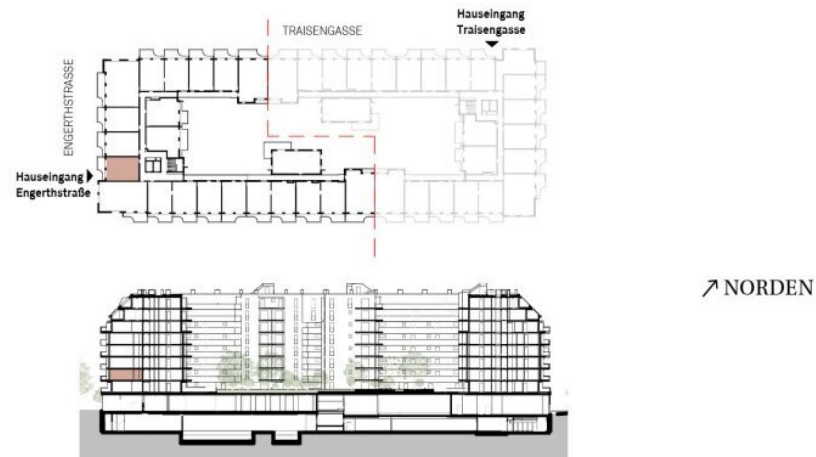 Hauseingang
Traisengasse
TRAISENGASSE
ENGERTHSTRASSE
Hauseingang
Engerthstraße
NORDEN